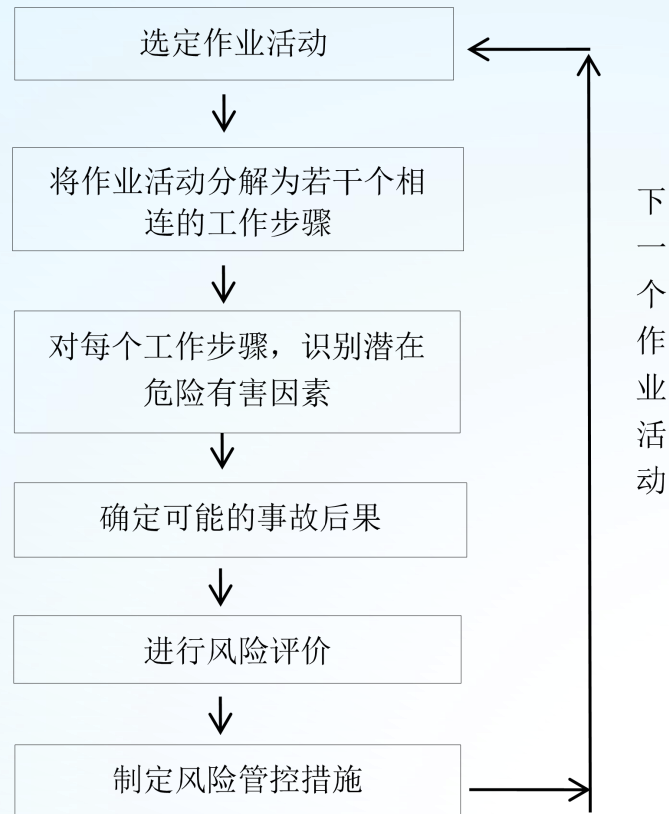 选定作业活动
将作业活动分解为若干个相
连的工作步骤
对每个工作步骤，识别潜在
危险有害因素
确定可能的事故后果
进行风险评价
制定风险管控措施
下一个作业活动